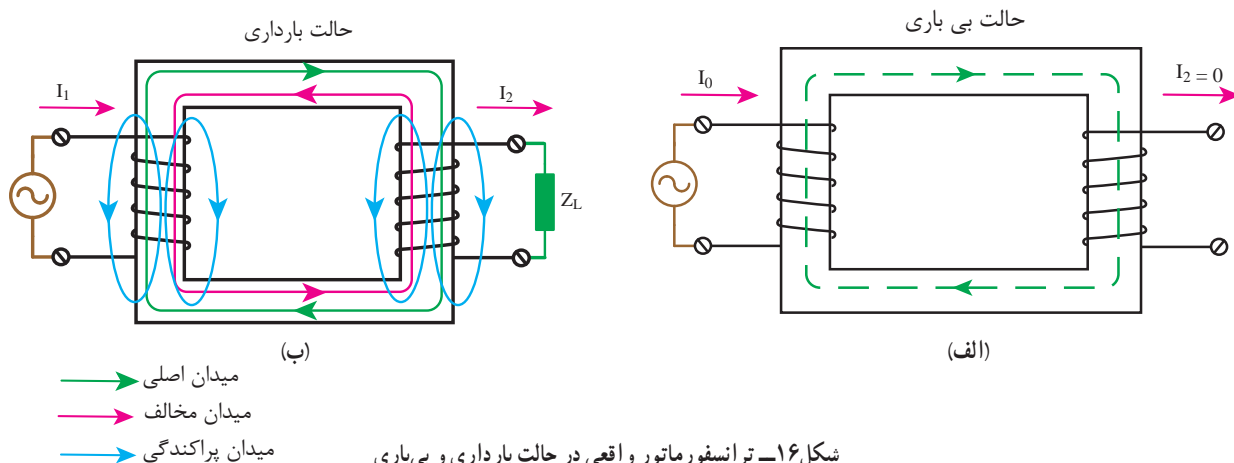 حالت بی باری
I0
I2 = 0
(الف)
حالت بارداری
I1
I2
ZL
(ب)
میدان اصلی
میدان مخالف
میدان پراکندگی
شکل۱۶ــ ترانسفورماتور واقعی در حالت بارداری و بی‌باری